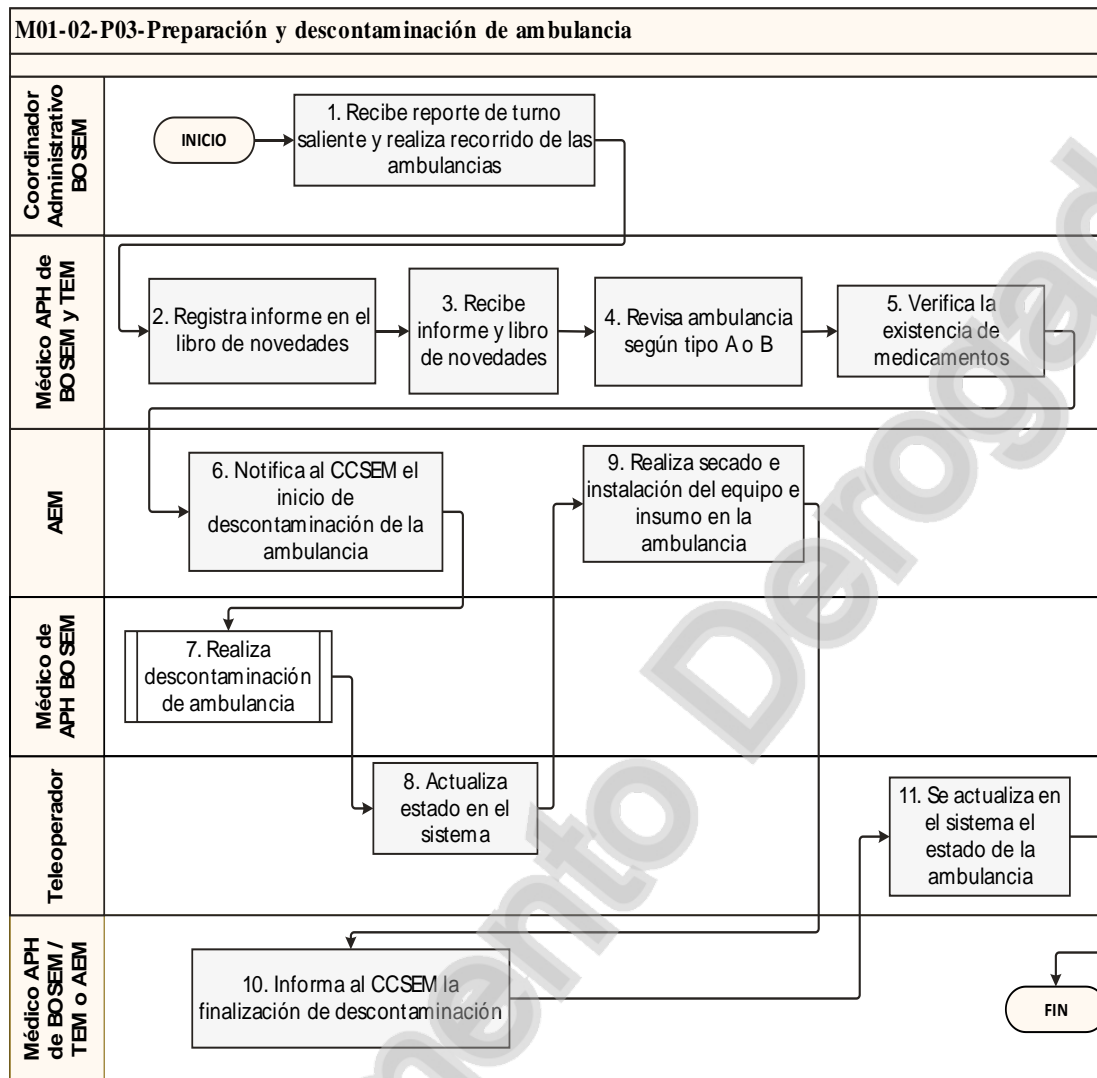 M01-02-P03-Preparación y descontaminación de ambulancia
Coordinador
Administrativo
BOSEM
INICIO
1. Recibe reporte de turno
saliente y realiza recorrido de las
ambulancias
Médico APH de
BOSEM y TEM
2. Registra informe en el
libro de novedades
3. Recibe
informe y libro
de novedades
4. Revisa ambulancia
según tipo A o B
5. Verifica la
existencia de
medicamentos
AEM
6. Notifica al CCSEM el
inicio de
descontaminación de la
ambulancia
9. Realiza secado e
instalación del equipo e
insumo en la
ambulancia
Médico de
APH BOSEM
7. Realiza
descontaminación
de ambulancia
Teleoperador
8. Actualiza
estado en el
sistema
11. Se actualiza en
el sistema el
estado de la
ambulancia
Médico APH
de BOSEM /
TEM o AEM
10. Informa al CCSEM la
finalización de descontaminación
FIN